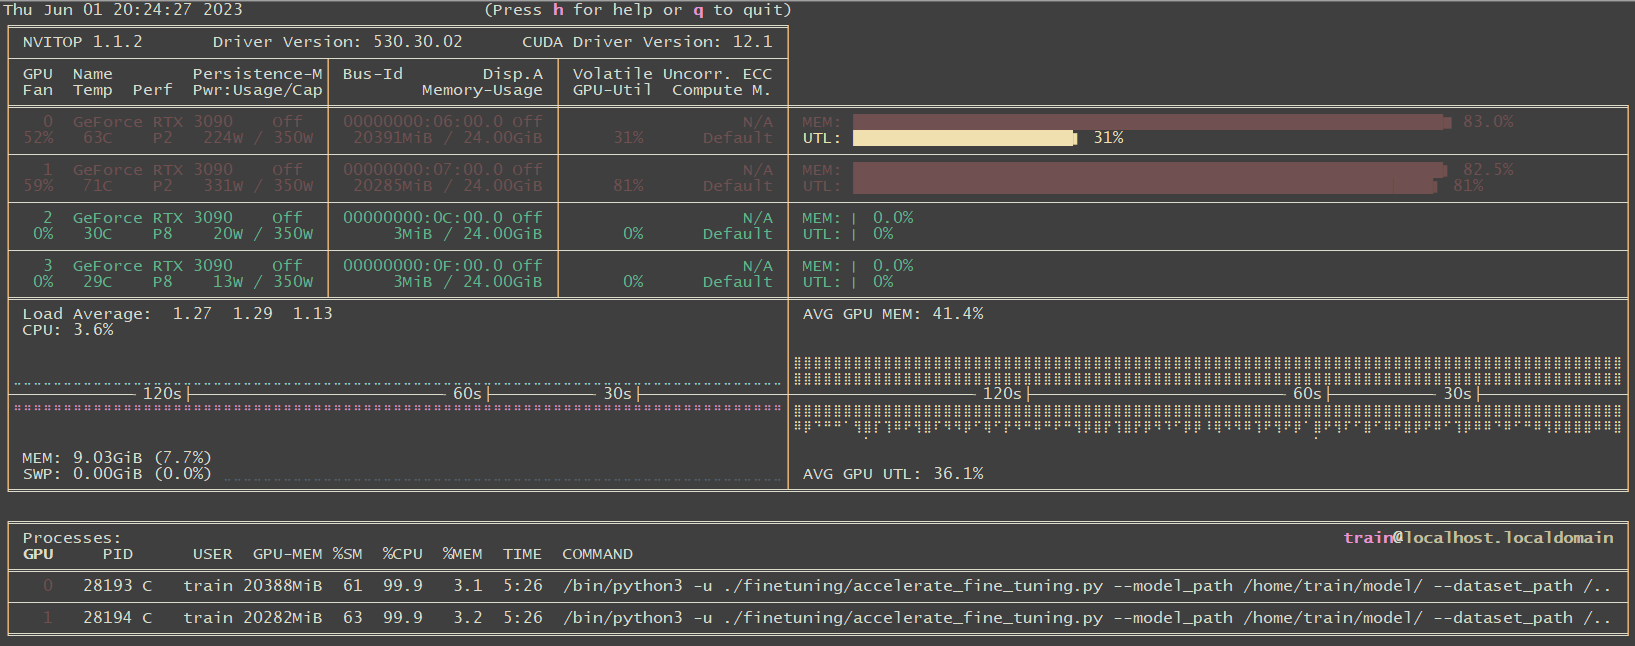 Thu Jun 01 20:24:27 2023 (Press h for help or q to quit)
NVITOP 1.1.2 Driver Version: 530.30.02 CUDA Driver Version: 12.1
GPU Name Persistence-M Bus-Id Disp.A Volatile Uncorr. ECC
Fan Temp Perf Pwr:Usage/Cap Memory-Usage GPU-Util Compute M.
0 GeForce RTX 3090 Off 00000000:06:00.0 Off N/A MEM: 83.0%
52% 63C P2 224W / 350W 20391MiB / 24.00GiB 31% Default UTL: 31%
1 GeForce RTX 3090 Off 00000000:07:00.0 Off N/A MEM: 82.5%
59% 71C P2 331W / 350W 20285MiB / 24.00GiB 81% Default UTL: 81%
2 GeForce RTX 3090 Off 00000000:0C:00.0 Off N/A MEM: | 0.0%
0% 30C P8 20W / 350W 3MiB / 24.00GiB 0% Default UTL: | 0%
3 GeForce RTX 3090 Off 00000000:0F:00.0 Off N/A MEM: | 0.0%
0% 29C P8 13W / 350W 3MiB / 24.00GiB 0% Default UTL: | 0%
Load Average: 1.27 1.29 1.13 AVG GPU MEM: 41.4%
CPU: 3.6%
120s 60s 30s 120s 60s 30s
MEM: 9.03GiB (7.7%)
SWP: 0.00GiB (0.0%) AVG GPU UTL: 36.1%
Processes: train@localhost.localdomain
GPU PID USER GPU-MEM %SM %CPU %MEM TIME COMMAND
0 28193 C train 20388MiB 61 99.9 3.1 5:26 /bin/python3 -u ./finetuning/accelerate_fine_tuning.py --model_path /home/train/model/ --dataset_path /..
1 28194 C train 20282MiB 63 99.9 3.2 5:26 /bin/python3 -u ./finetuning/accelerate_fine_tuning.py --model_path /home/train/model/ --dataset_path /..